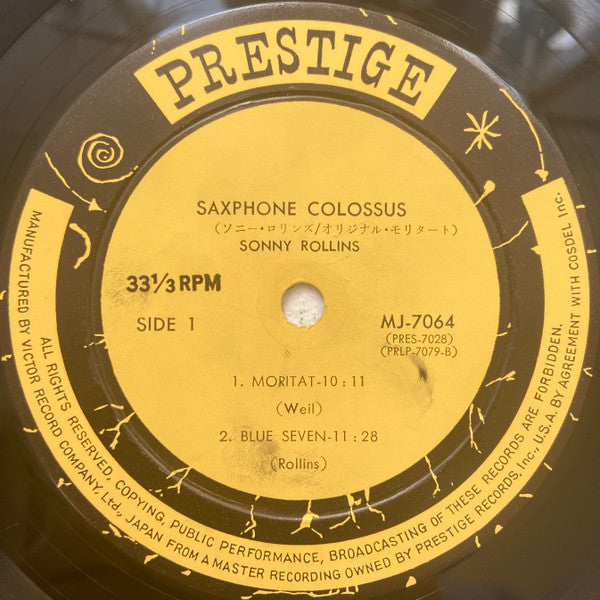 PRESTIGE
SAXPHONE COLOSSUS
(ソニー・ロリンズ/オリジナル・モリタート)
SONNY ROLLINS
33⅓ RPM
SIDE 1
MJ-7064
(PRES-7028)
(PRLP-7079-B)
1. MORITAT-10 : 11
(Weil)
2. BLUE SEVEN-11 : 28
(Rollins)
MANUFACTURED BY VICTOR RECORD COMPANY, Ltd., JAPAN FROM A MASTER RECORDING OWNED BY PRESTIGE RECORDS, Inc., U.S.A. BY AGREEMENT WITH COSDEL Inc.
ALL RIGHTS RESERVED, COPYING, PUBLIC PERFORMANCE, BROADCASTING OF THESE RECORDS ARE FORBIDDEN.